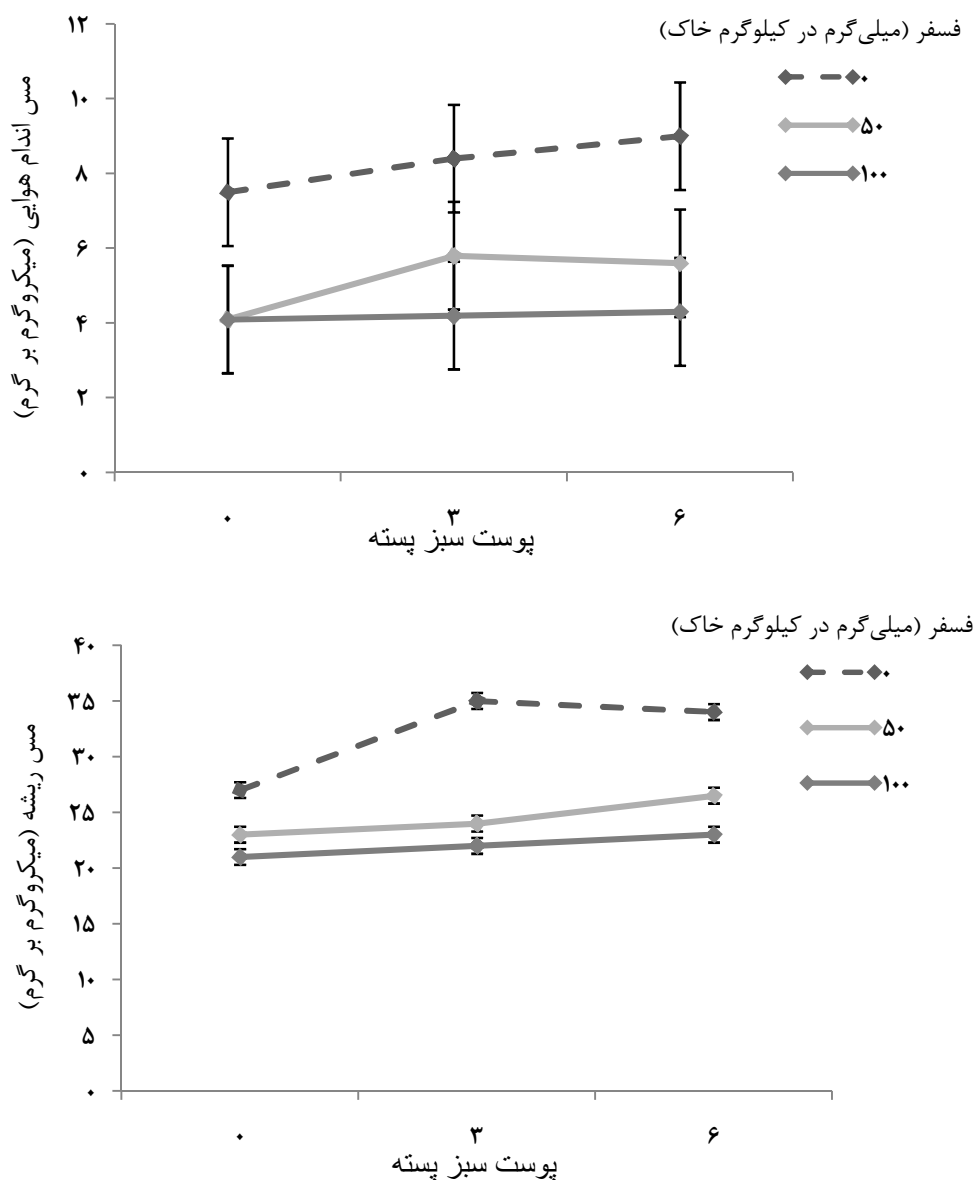 فسفر (میلی‌گرم در کیلوگرم خاک)
۰
۵۰
۱۰۰
مس اندام هوایی (میکروگرم بر گرم)
۱۲
۱۰
۸
۶
۴
۲
۰
۰ ۳ ۶
پوست سبز پسته
فسفر (میلی‌گرم در کیلوگرم خاک)
۰
۵۰
۱۰۰
مس ریشه (میکروگرم بر گرم)
۴۰
۳۵
۳۰
۲۵
۲۰
۱۵
۱۰
۵
۰
۰ ۳ ۶
پوست سبز پسته